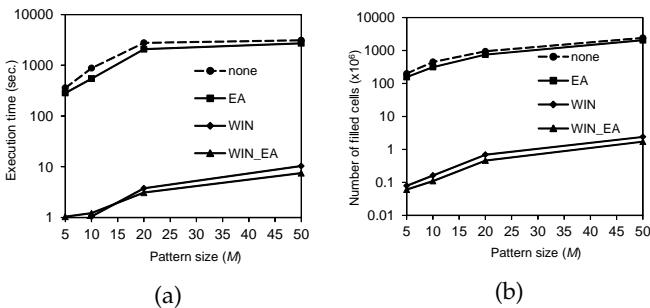 10000
1000
100
10
1
Execution time (sec.)
none
EA
WIN
WIN_EA
5 10 15 20 25 30 35 40 45 50
Pattern size (M)
(a)
10000
1000
100
10
1
0.1
0.01
Number of filled cells (x10⁶)
none
EA
WIN
WIN_EA
5 10 15 20 25 30 35 40 45 50
Pattern size (M)
(b)